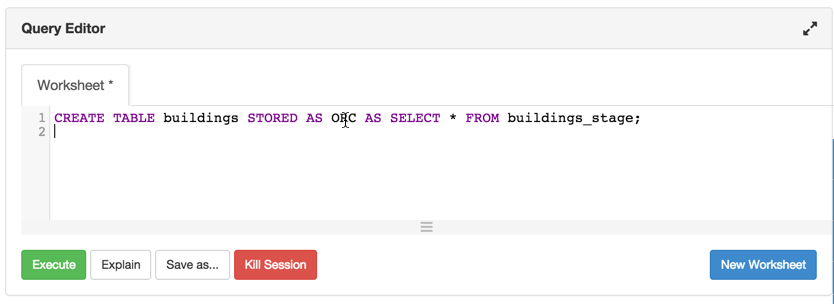 Query Editor
Worksheet *
1 CREATE TABLE buildings STORED AS ORC AS SELECT * FROM buildings_stage;
2
Execute Explain Save as... Kill Session New Worksheet